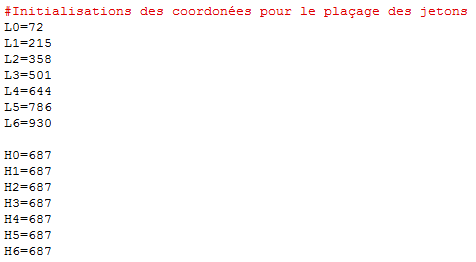 #Initialisations des coordonées pour le plaçage des jetons
L0=72
L1=215
L2=358
L3=501
L4=644
L5=786
L6=930
H0=687
H1=687
H2=687
H3=687
H4=687
H5=687
H6=687